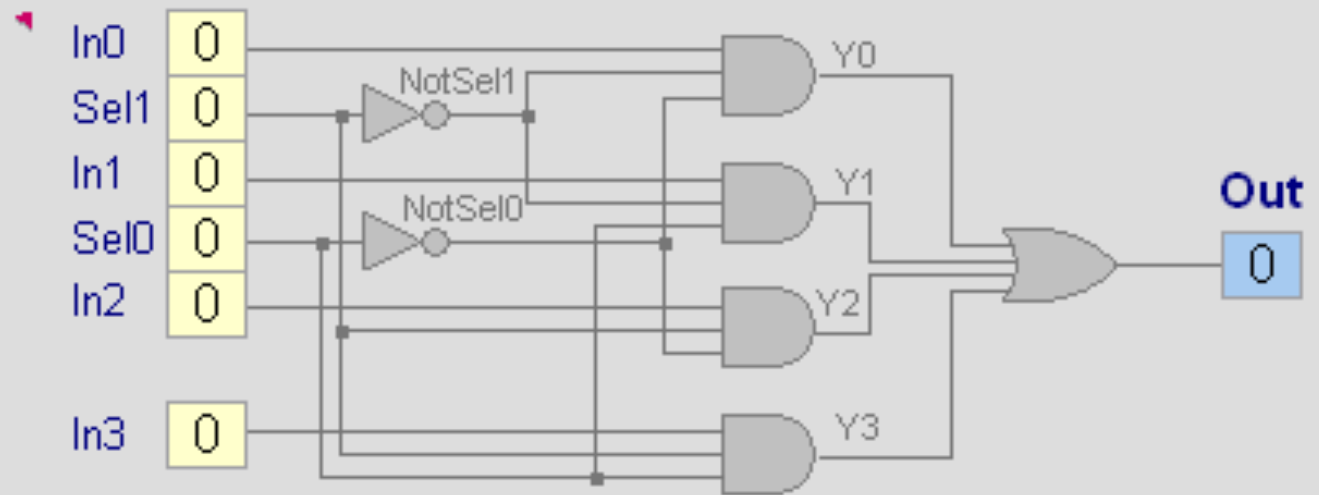 In0 0
NotSel1
Y0
Sel1 0
In1 0
Y1
NotSel0
Out
Sel0 0
0
In2 0
Y2
In3 0
Y3